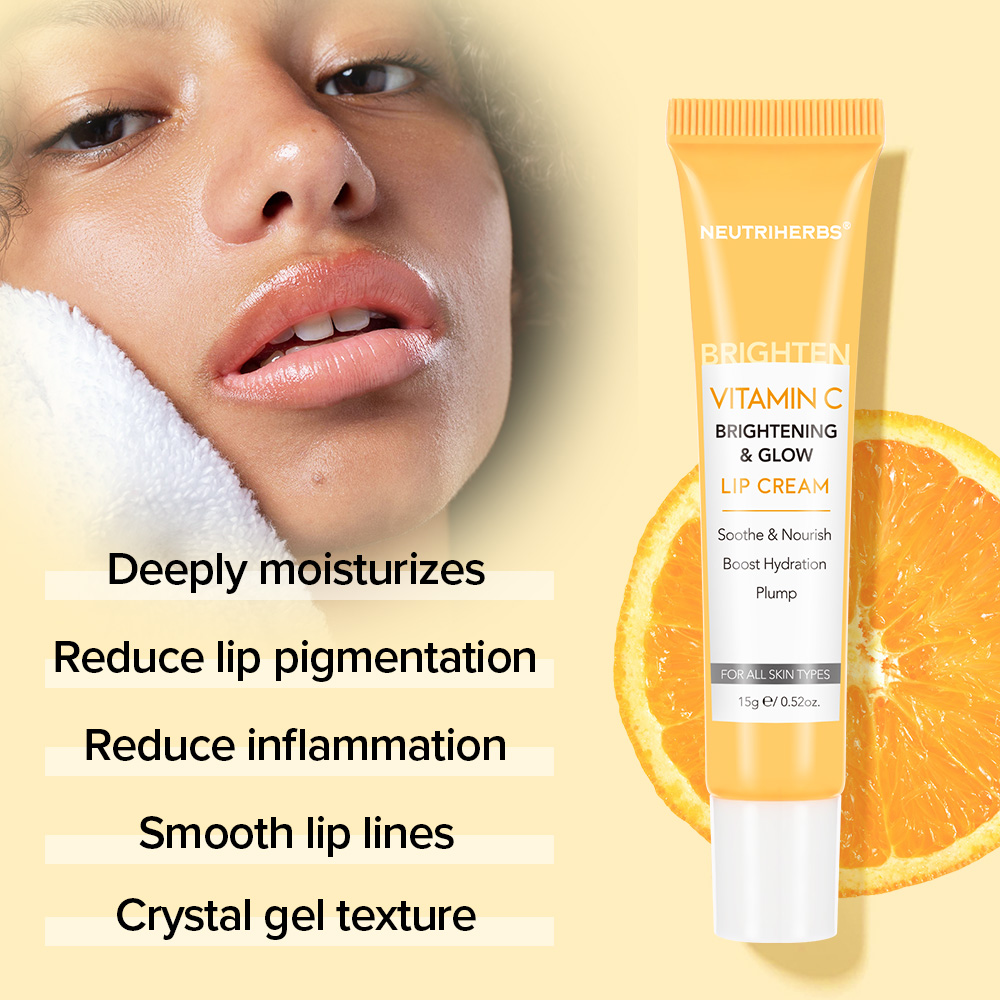 NEUTRIHERBS®
BRIGHTEN
VITAMIN C
BRIGHTENING
& GLOW
LIP CREAM
Soothe & Nourish
Boost Hydration
Plump
FOR ALL SKIN TYPES
15g ℮/ 0.52oz.
Deeply moisturizes
Reduce lip pigmentation
Reduce inflammation
Smooth lip lines
Crystal gel texture